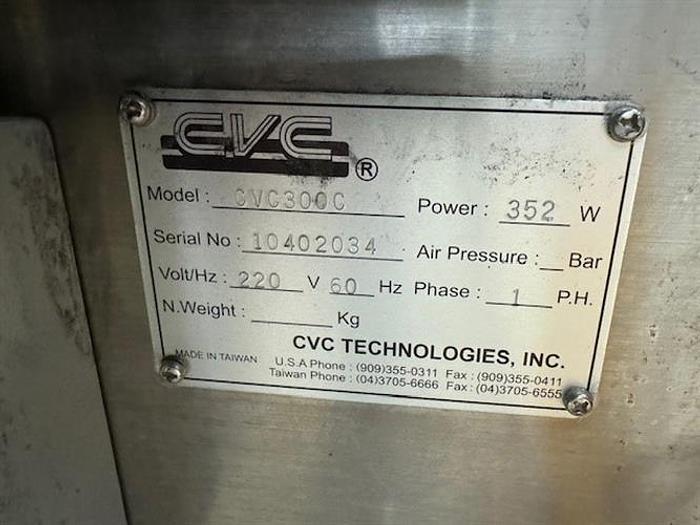 CVC ®
Model : CVC300C Power : 352 W
Serial No : 10402034 Air Pressure : Bar
Volt/Hz : 220 V 60 Hz Phase : 1 P.H.
N.Weight : Kg
CVC TECHNOLOGIES, INC.
MADE IN TAIWAN U.S.A Phone : (909)355-0311 Fax : (909)355-0411
Taiwan Phone : (04)3705-6666 Fax : (04)3705-6555